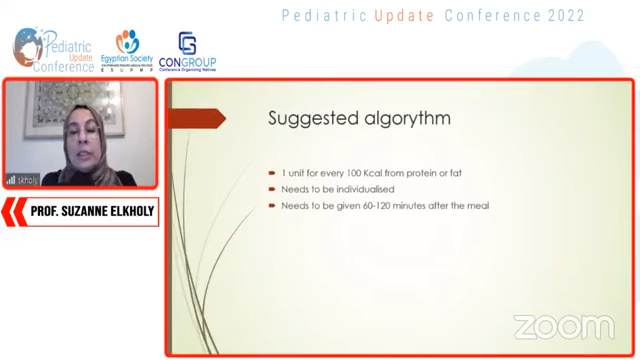 Pediatric Update Conference 2022
Pediatric
Update
Conference
Egyptian Society
ESUPMP
CONGROUP
Conference Organizing Natives
Suggested algorythm
1 unit for every 100 Kcal from protein or fat
Needs to be individualised
Needs to be given 60-120 minutes after the meal
skholy
PROF. SUZANNE ELKHOLY
zoom